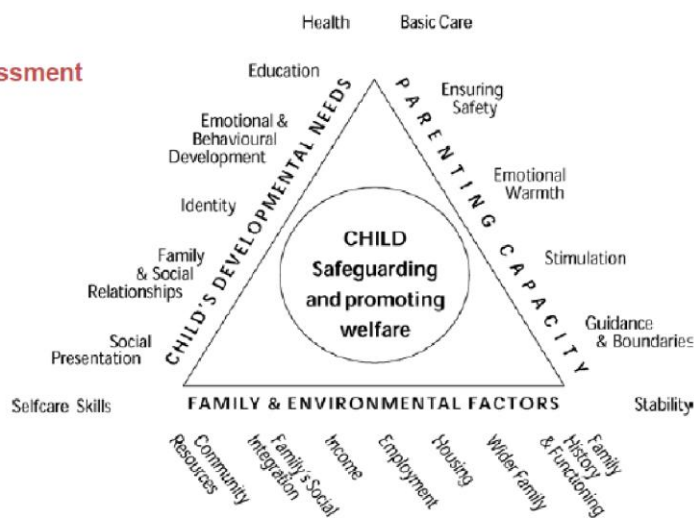 ssment
Health
Education
Emotional &
Behavioural
Development
Identity
Family
& Social
Relationships
Social
Presentation
Selfcare Skills
CHILD'S DEVELOPMENTAL NEEDS
Basic Care
Ensuring
Safety
Emotional
Warmth
Stimulation
Guidance
& Boundaries
Stability
PARENTING CAPACITY
CHILD
Safeguarding
and promoting
welfare
FAMILY & ENVIRONMENTAL FACTORS
Community
Resources
Family's Social
Integration
Income
Employment
Housing
Wider Family
Family
History
& Functioning